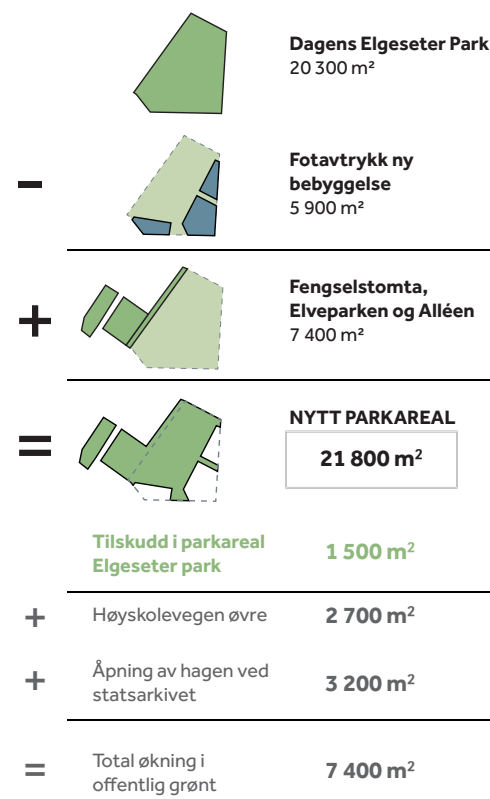 Dagens Elgeseter Park
20 300 m²
-
Fotavtrykk ny
bebyggelse
5 900 m²
+
Fengselstomta,
Elveparken og Alléen
7 400 m²
=
NYTT PARKAREAL
21 800 m²
Tilskudd i parkareal
Elgeseter park
1 500 m²
+ Høyskolevegen øvre 2 700 m²
+ Åpning av hagen ved
statsarkivet
3 200 m²
= Total økning i
offentlig grønt
7 400 m²